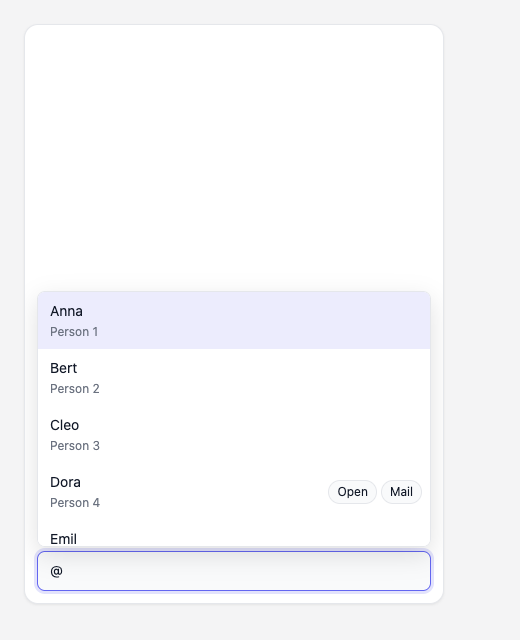 Anna
Person 1
Bert
Person 2
Cleo
Person 3
Dora
Person 4
Open Mail
Emil
@